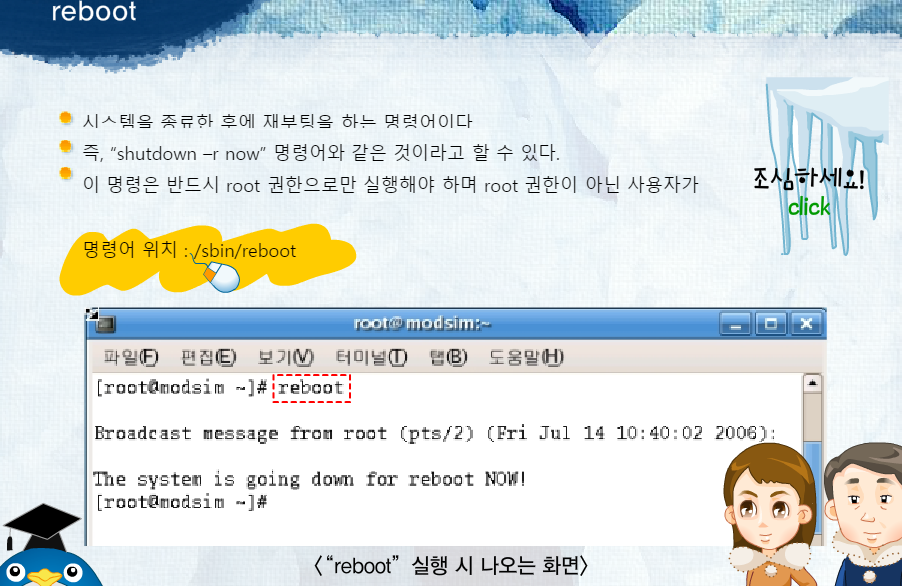 reboot
시스템을 종료한 후에 재부팅을 하는 명령어이다
즉, “shutdown –r now” 명령어와 같은 것이라고 할 수 있다.
이 명령은 반드시 root 권한으로만 실행해야 하며 root 권한이 아닌 사용자가
조심하세요!
click
명령어 위치 : /sbin/reboot
root@modsim:~
파일(F) 편집(E) 보기(V) 터미널(T) 탭(B) 도움말(H)
[root@modsim ~]# reboot
Broadcast message from root (pts/2) (Fri Jul 14 10:40:02 2006):
The system is going down for reboot NOW!
[root@modsim ~]#
〈“reboot” 실행 시 나오는 화면〉